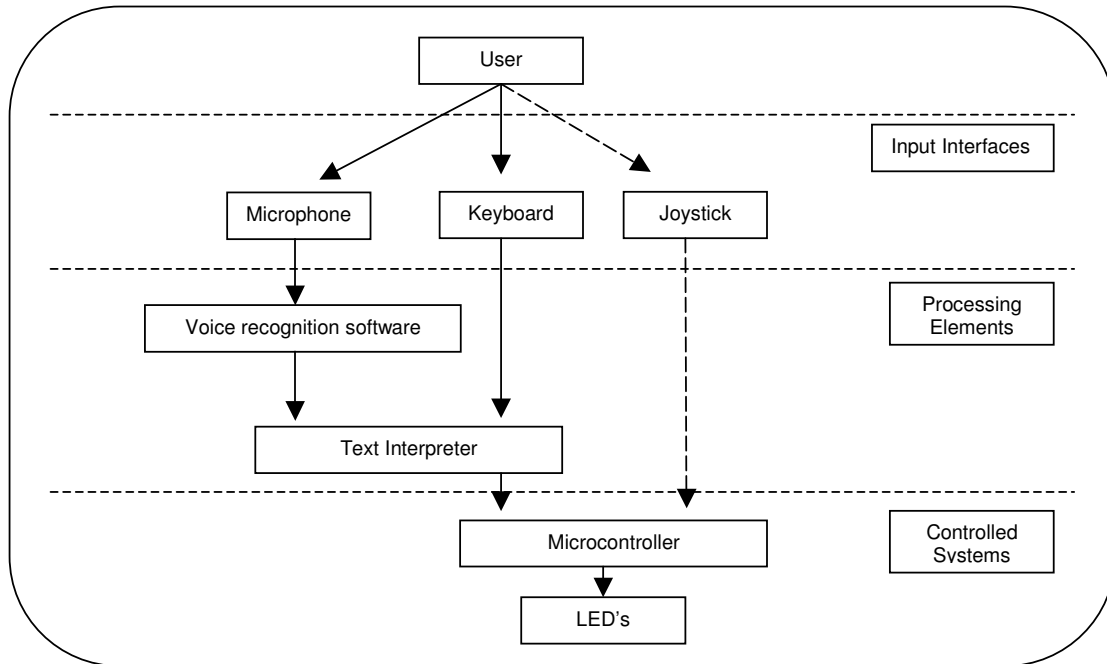 User
Input Interfaces
Microphone
Keyboard
Joystick
Processing
Elements
Voice recognition software
Text Interpreter
Controlled
Systems
Microcontroller
LED's